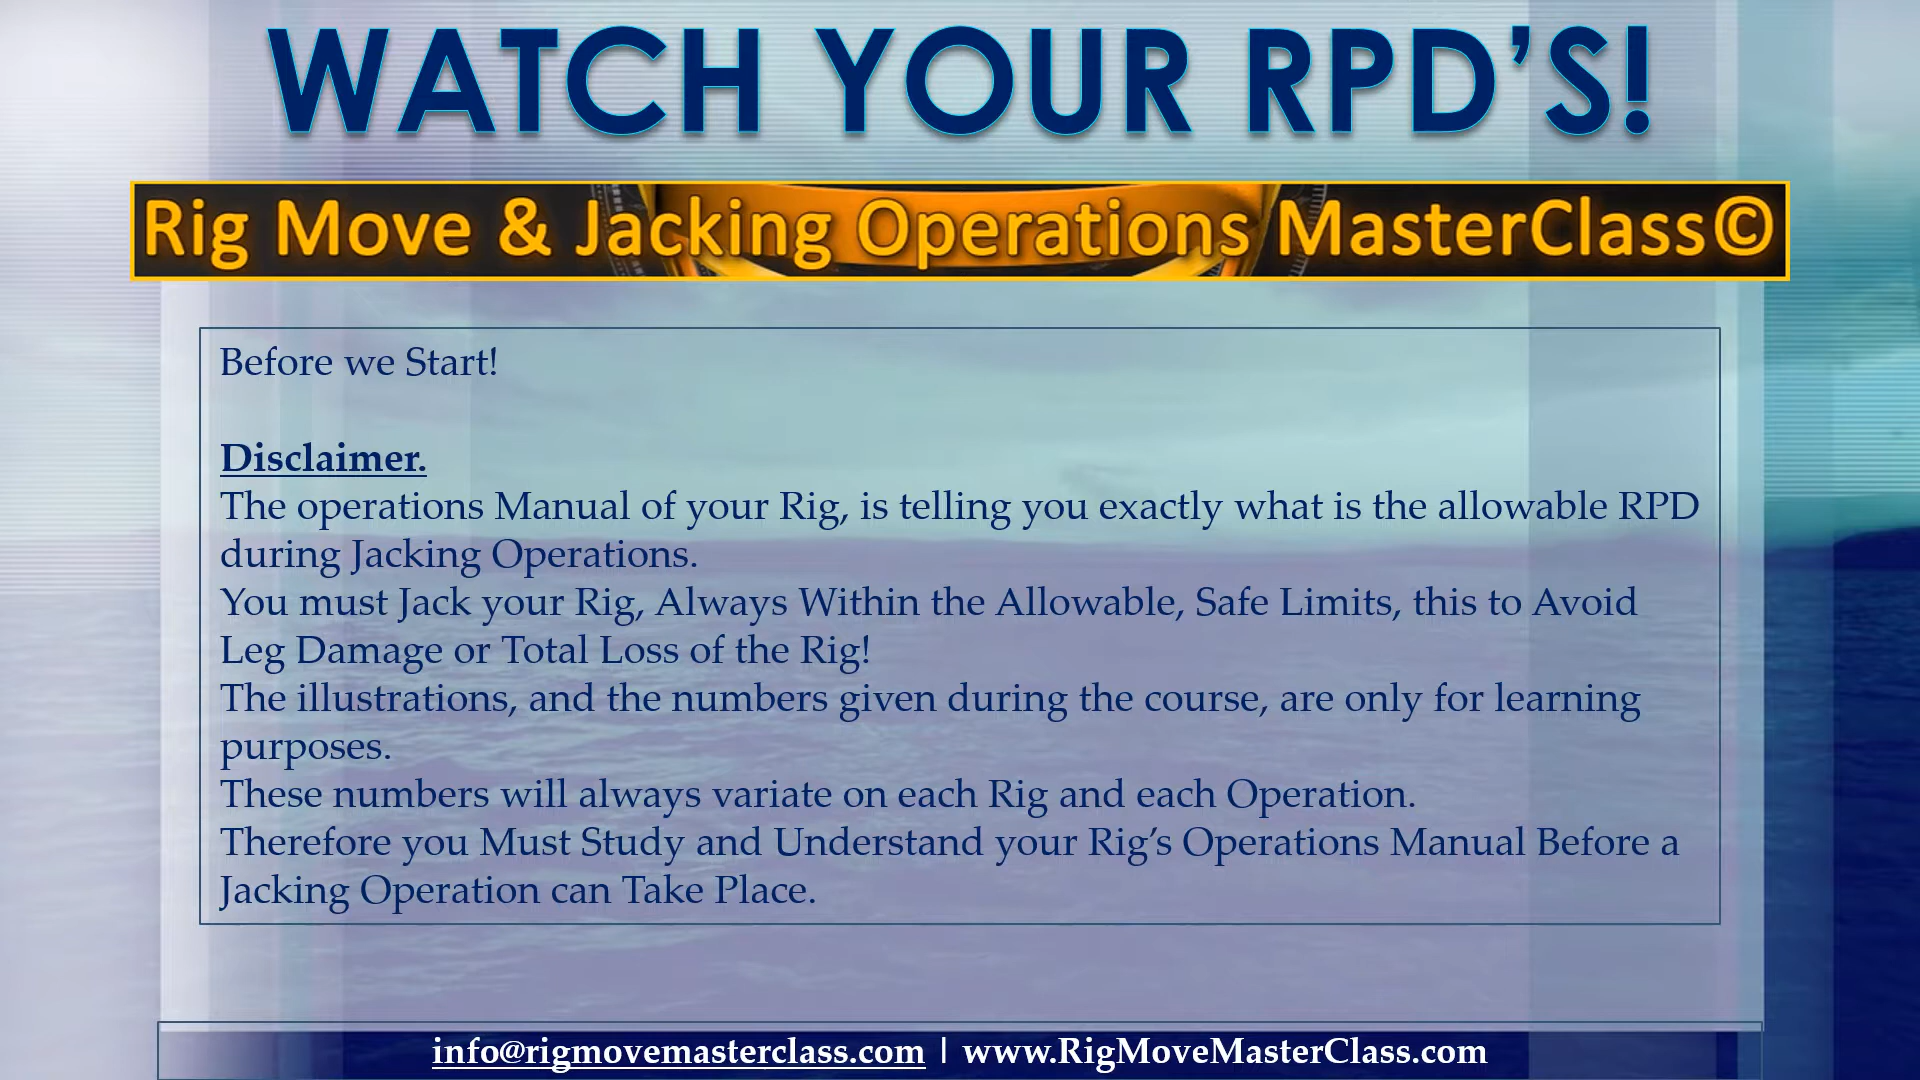 WATCH YOUR RPD’S!
Rig Move & Jacking Operations MasterClass©
Before we Start!
Disclaimer.
The operations Manual of your Rig, is telling you exactly what is the allowable RPD
during Jacking Operations.
You must Jack your Rig, Always Within the Allowable, Safe Limits, this to Avoid
Leg Damage or Total Loss of the Rig!
The illustrations, and the numbers given during the course, are only for learning
purposes.
These numbers will always variate on each Rig and each Operation.
Therefore you Must Study and Understand your Rig’s Operations Manual Before a
Jacking Operation can Take Place.
info@rigmovemasterclass.com | www.RigMoveMasterClass.com